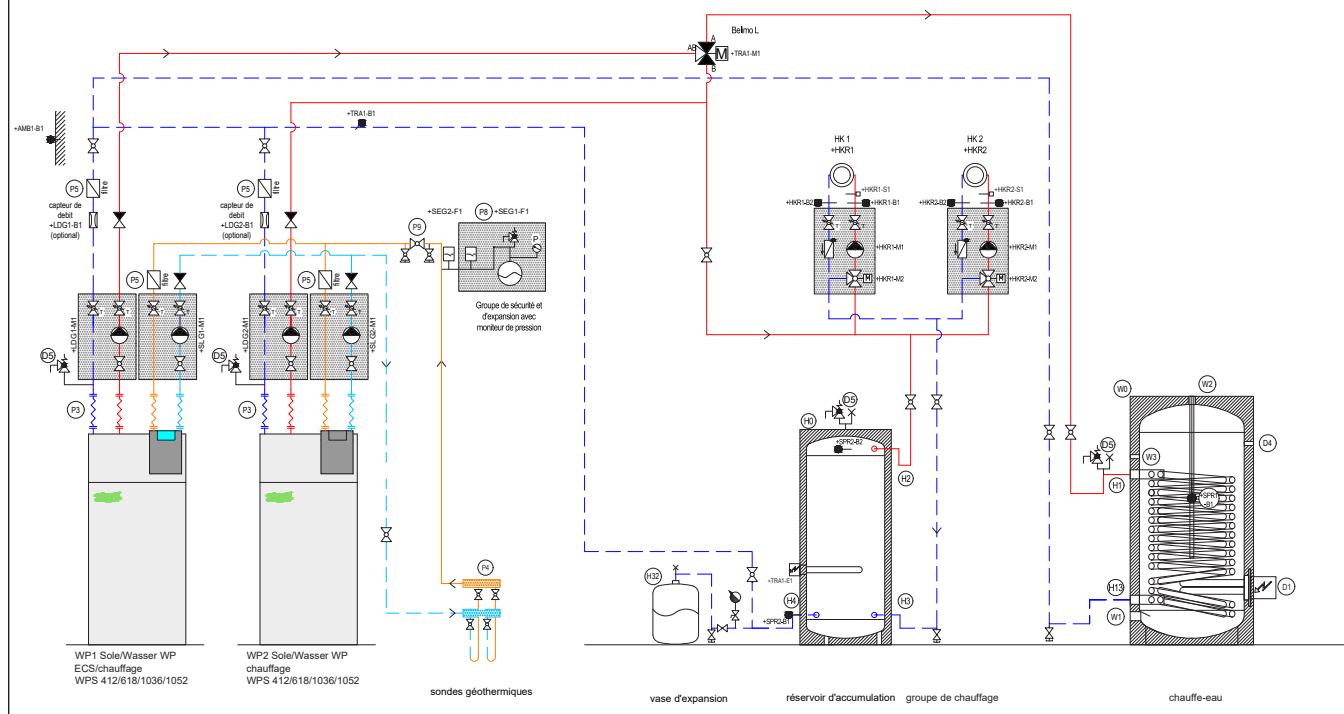 Belimo L
A
AB
M
+TRA1-M1
B
+AMB1-B1
+TRA1-B1
HK 1
+HKR1
HK 2
+HKR2
P5
filtre
P5
filtre
capteur de
debit
+LDG1-B1
(optional)
capteur de
debit
+LDG2-B1
(optional)
+HKR1-S1
+HKR2-S1
+HKR1-B2
+HKR1-B1
+HKR2-B2
+HKR2-B1
+SEG2-F1
P8
+SEG1-F1
P9
P
T
T
T
T
+HKR1-M1
+HKR2-M1
P5
filtre
P5
filtre
M
+HKR1-M2
M
+HKR2-M2
Groupe de sécurité et
d'expansion avec
moniteur de pression
+LDG1-M1
T
T
T
T
+SLG1-M1
+LDG2-M1
T
T
T
T
+SLG2-M1
D5
D5
P3
P3
H0
D5
W0
W2
+SPR2-B2
D5
W3
D4
H2
H1
+SPR1
-B1
P4
+TRA1-E1
H32
H4
H3
H13
D1
+SPR2-B1
W1
WP1 Sole/Wasser WP
ECS/chauffage
WPS 412/618/1036/1052
WP2 Sole/Wasser WP
chauffage
WPS 412/618/1036/1052
sondes géothermiques
vase d'expansion
réservoir d'accumulation
groupe de chauffage
chauffe-eau